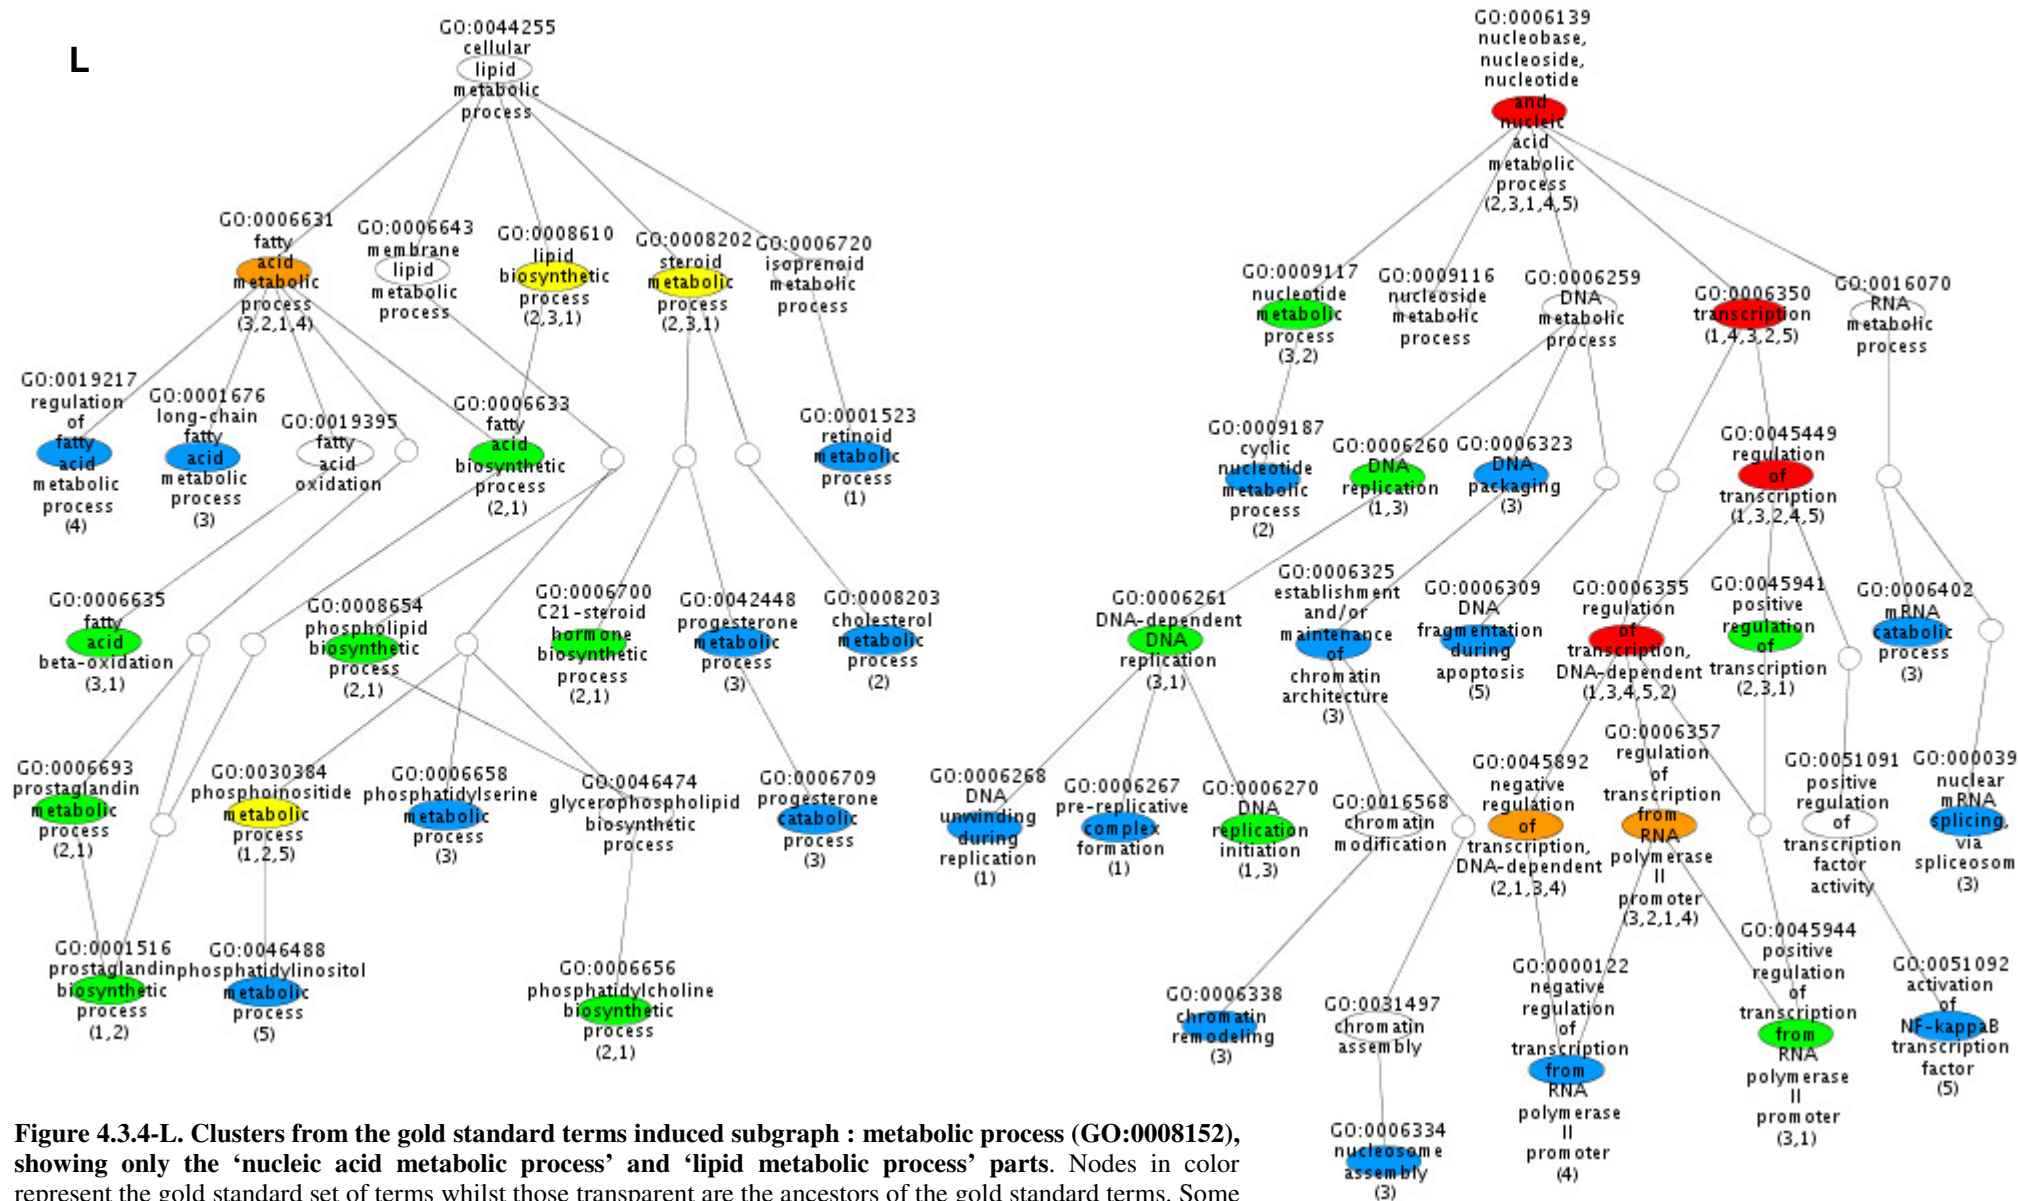 L
GO:0044255
cellular
lipid
metabolic
process
GO:0006631
fatty
acid
metabolic
process
(3,2,1,4)
GO:0006643
membrane
lipid
metabolic
process
GO:0008610
lipid
biosynthetic
process
(2,3,1)
GO:0008202
steroid
metabolic
process
(2,3,1)
GO:0006720
isoprenoid
metabolic
process
GO:0019217
regulation
of
fatty
acid
metabolic
process
(4)
GO:0001676
long-chain
fatty
acid
metabolic
process
(3)
GO:0019395
fatty
acid
oxidation
GO:0006633
fatty
acid
biosynthetic
process
(2,1)
GO:0001523
retinoid
metabolic
process
(1)
GO:0006635
fatty
acid
beta-oxidation
(3,1)
GO:0008654
phospholipid
biosynthetic
process
(2,1)
GO:0006700
C21-steroid
hormone
biosynthetic
process
(2,1)
GO:0042448
progesterone
metabolic
process
(3)
GO:0008203
cholesterol
metabolic
process
(2)
GO:0006693
prostaglandin
metabolic
process
(2,1)
GO:0030384
phosphoinositide
metabolic
process
(1,2,5)
GO:0006658
phosphatidylserine
metabolic
process
(3)
GO:0046474
glycerophospholipid
biosynthetic
process
GO:0006709
progesterone
catabolic
process
(3)
GO:0001516
prostaglandin
biosynthetic
process
(1,2)
GO:0046488
phosphatidylinositol
metabolic
process
(5)
GO:0006656
phosphatidylcholine
biosynthetic
process
(2,1)
GO:0006139
nucleobase,
nucleoside,
nucleotide
and
nucleic
acid
metabolic
process
(2,3,1,4,5)
GO:0009117
nucleotide
metabolic
process
(3,2)
GO:0009116
nucleoside
metabolic
process
GO:0006259
DNA
metabolic
process
GO:0006350
transcription
(1,4,3,2,5)
GO:0016070
RNA
metabolic
process
GO:0009187
cyclic
nucleotide
metabolic
process
(2)
GO:0006260
DNA
replication
(1,3)
GO:0006323
DNA
packaging
(3)
GO:0045449
regulation
of
transcription
(1,3,2,4,5)
GO:0006261
DNA-dependent
DNA
replication
(3,1)
GO:0006325
establishment
and/or
maintenance
of
chromatin
architecture
(3)
GO:0006309
DNA
fragmentation
during
apoptosis
(5)
GO:0006355
regulation
of
transcription,
DNA-dependent
(1,3,4,5,2)
GO:0045941
positive
regulation
of
transcription
(2,3,1)
GO:0006402
mRNA
catabolic
process
(3)
GO:0006268
DNA
unwinding
during
replication
(1)
GO:0006267
pre-replicative
complex
formation
(1)
GO:0006270
DNA
replication
initiation
(1,3)
GO:0016568
chromatin
modification
GO:0045892
negative
regulation
of
transcription,
DNA-dependent
(2,1,3,4)
GO:0006357
regulation
of
transcription
from
RNA
polymerase
II
promoter
(3,2,1,4)
GO:0051091
positive
regulation
of
transcription
factor
activity
GO:000039
nuclear
mRNA
splicing,
via
spliceosom
(3)
GO:0006338
chromatin
remodeling
(3)
GO:0031497
chromatin
assembly
GO:0000122
negative
regulation
of
transcription
from
RNA
polymerase
II
promoter
(4)
GO:0045944
positive
regulation
of
transcription
from
RNA
polymerase
II
promoter
(3,1)
GO:0051092
activation
of
NF-kappaB
transcription
factor
(5)
GO:0006334
nucleosome
assembly
(3)
Figure 4.3.4-L. Clusters from the gold standard terms induced subgraph : metabolic process (GO:0008152),
showing only the ‘nucleic acid metabolic process’ and ‘lipid metabolic process’ parts. Nodes in color
represent the gold standard set of terms whilst those transparent are the ancestors of the gold standard terms. Some